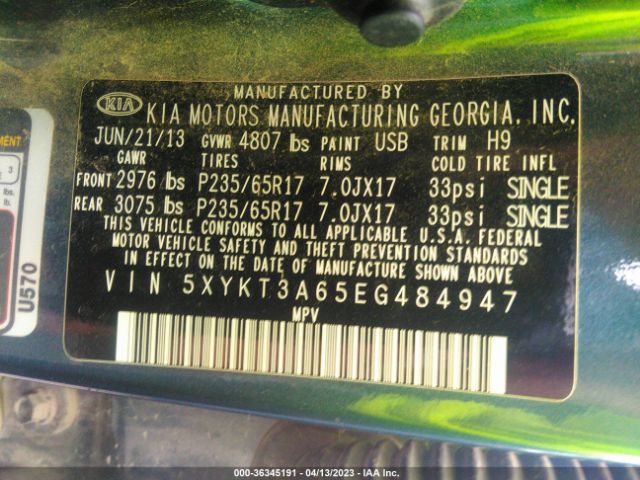 MANUFACTURED BY
KIA KIA MOTORS MANUFACTURING GEORGIA, INC.
JUN/21/13 GVWR 4807 lbs PAINT USB TRIM H9
GAWR TIRES RIMS COLD TIRE INFL
FRONT 2976 lbs P235/65R17 7.0JX17 33psi SINGLE
REAR 3075 lbs P235/65R17 7.0JX17 33psi SINGLE
THIS VEHICLE CONFORMS TO ALL APPLICABLE U.S.A. FEDERAL
MOTOR VEHICLE SAFETY AND THEFT PREVENTION STANDARDS
IN EFFECT ON THE DATE OF MANUFACTURE SHOWN ABOVE.
VIN 5XYKT3A65EG484947
MPV
3
lbs.
U570
000-36345191 - 04/13/2023 - IAA Inc.